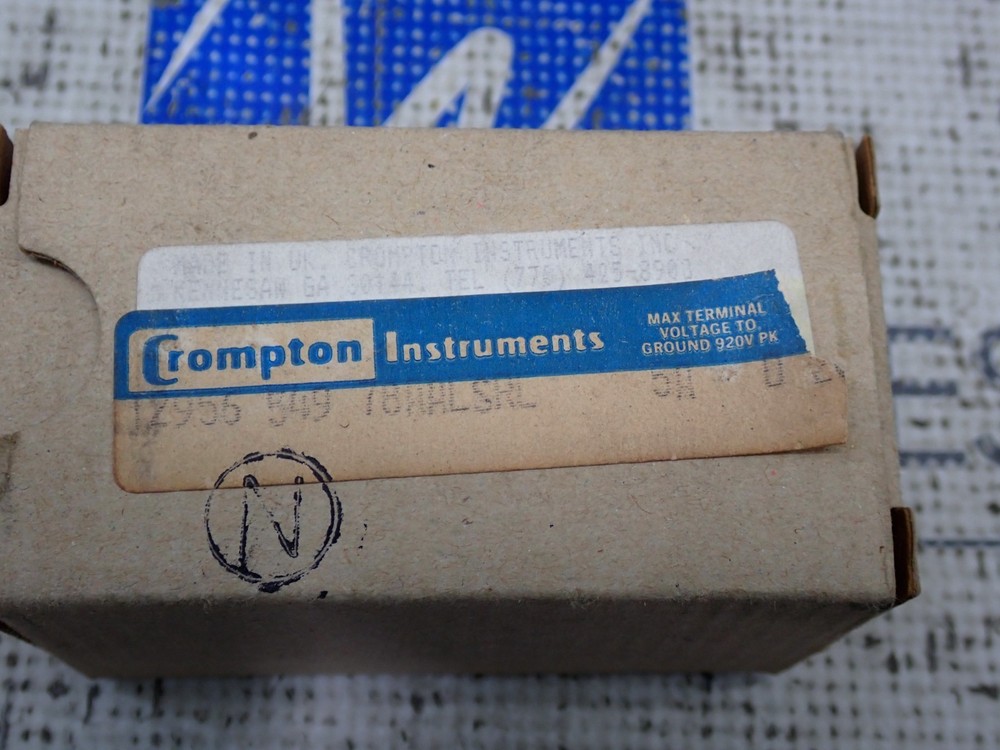 MADE IN UK. CROMPTON INSTRUMENTS INC
KENNESAW GA 30144. TEL (770) 425-8903
Crompton Instruments
MAX TERMINAL
VOLTAGE TO
GROUND 920V PK
N